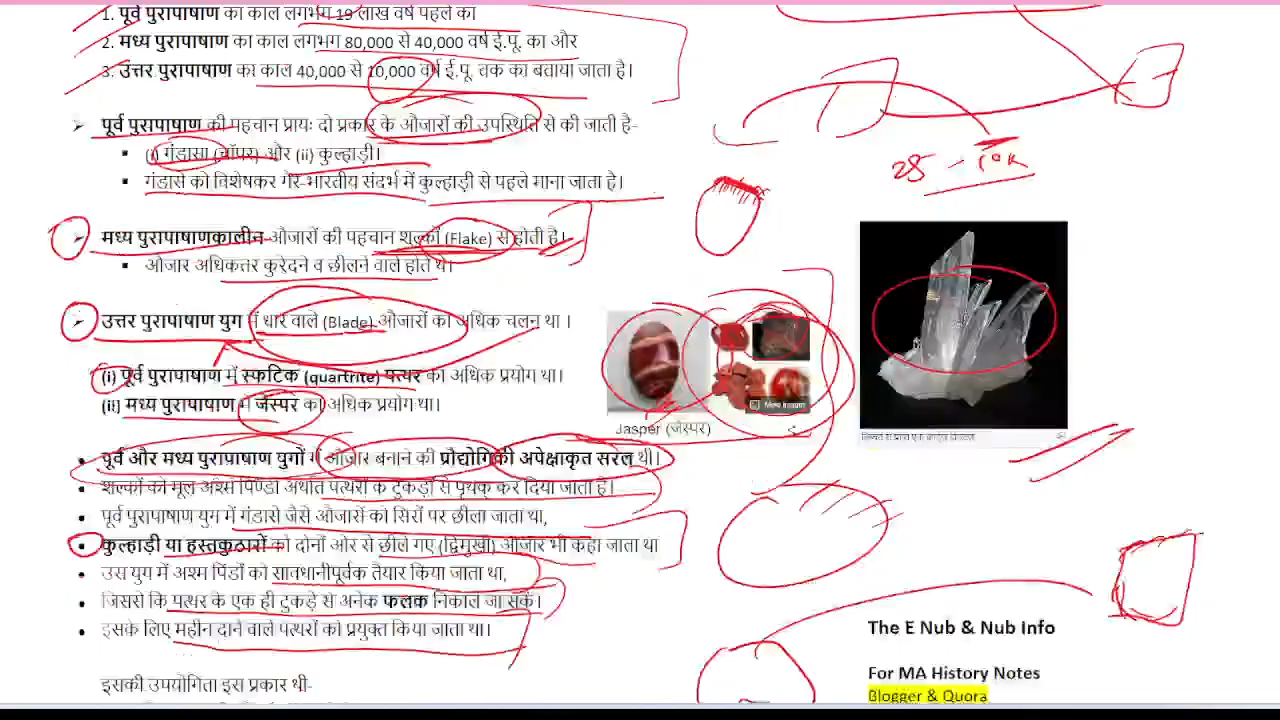 1. पूर्व पुरापाषाण का काल लगभग 19 लाख वर्ष पहले का
2. मध्य पुरापाषाण का काल लगभग 80,000 से 40,000 वर्ष ई.पू. का और
3. उत्तर पुरापाषाण का काल 40,000 से 10,000 वर्ष ई.पू. तक का बताया जाता है।
पूर्व पुरापाषाण की पहचान प्रायः दो प्रकार के औजारों की उपस्थिति से की जाती है-
(i) गंडासा (चॉपर) और (ii) कुल्हाड़ी।
गंडासे को विशेषकर गैर-भारतीय संदर्भ में कुल्हाड़ी से पहले माना जाता है।
मध्य पुरापाषाणकालीन औजारों की पहचान शल्कों (Flake) से होती है।
औजार अधिकतर कुरेदने व छीलने वाले होते थे।
उत्तर पुरापाषाण युग में धार वाले (Blade) औजारों का अधिक चलन था ।
(i) पूर्व पुरापाषाण में स्फटिक (quartrite) पत्थर का अधिक प्रयोग था।
(ii) मध्य पुरापाषाण में जेस्पर का अधिक प्रयोग था।
पूर्व और मध्य पुरापाषाण युगों में औजार बनाने की प्रौद्योगिकी अपेक्षाकृत सरल थी।
शल्कों को मूल अश्म पिण्डों अर्थात पत्थरों के टुकड़ों से पृथक् कर दिया जाता है।
पूर्व पुरापाषाण युग में गंडासे जैसे औजारों को सिरों पर छीला जाता था,
कुल्हाड़ी या हस्तकुठारों को दोनों ओर से छीले गए (द्विमुखी) औजार भी कहा जाता था
उस युग में अश्म पिंडों को सावधानीपूर्वक तैयार किया जाता था,
जिससे कि पत्थर के एक ही टुकड़े से अनेक फलक निकाले जा सकें।
इसके लिए महीन दाने वाले पत्थरों को प्रयुक्त किया जाता था।
इसकी उपयोगिता इस प्रकार थी-
28 - 10K
View Images
Jasper (जेस्पर)
The E Nub & Nub Info
For MA History Notes
Blogger & Quora